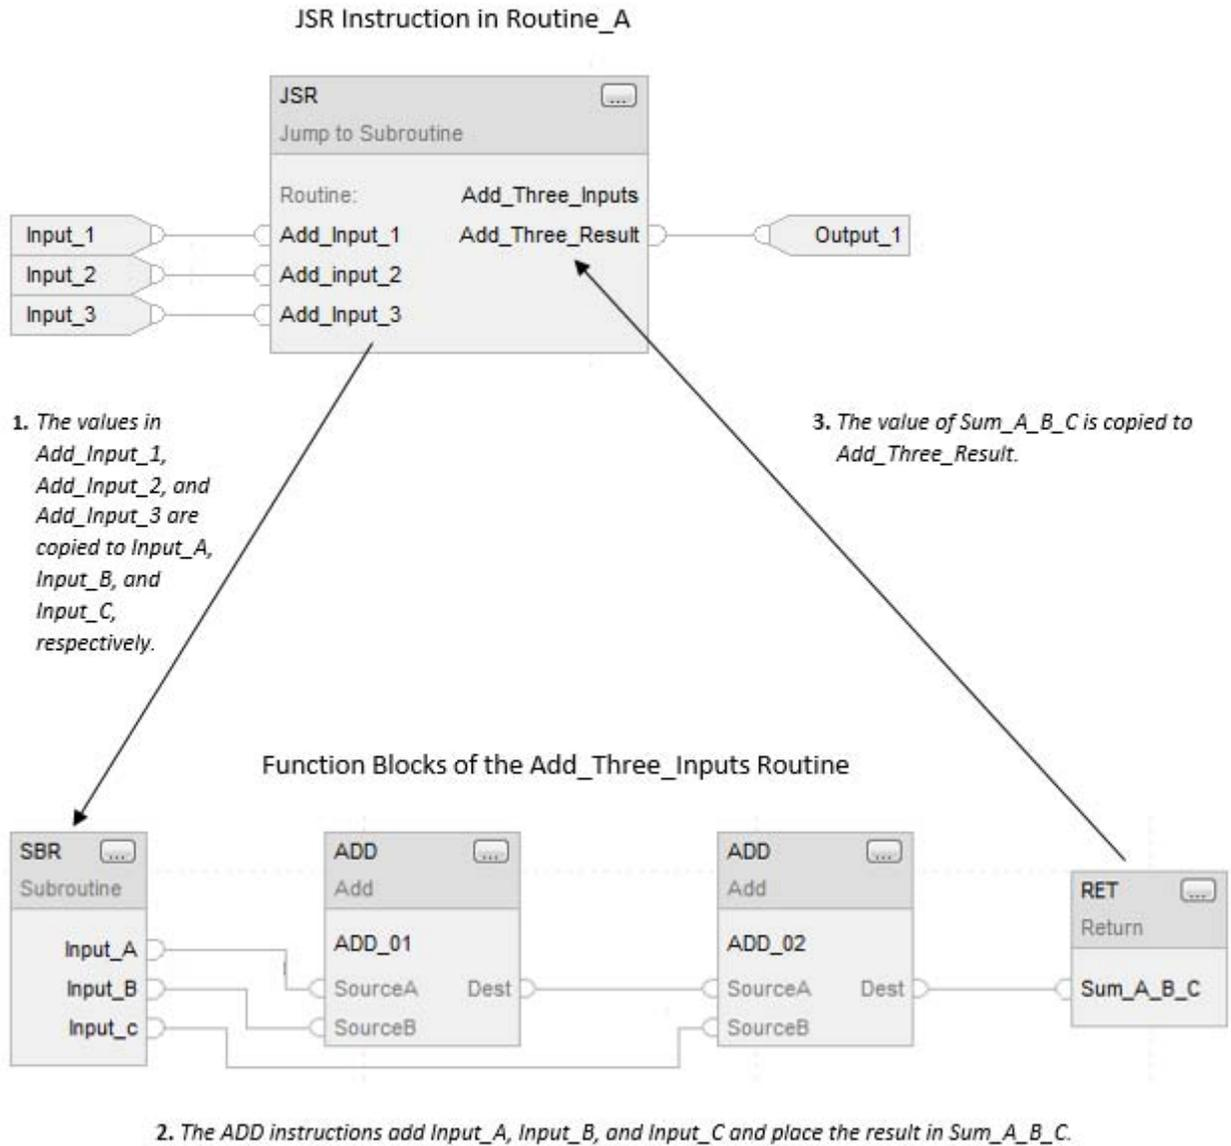 JSR Instruction in Routine_A
JSR ...
Jump to Subroutine
Routine: Add_Three_Inputs
Input_1 Add_Input_1 Add_Three_Result Output_1
Input_2 Add_input_2
Input_3 Add_Input_3
1. The values in
Add_Input_1,
Add_Input_2, and
Add_Input_3 are
copied to Input_A,
Input_B, and
Input_C,
respectively.
3. The value of Sum_A_B_C is copied to
Add_Three_Result.
Function Blocks of the Add_Three_Inputs Routine
SBR ...
Subroutine
Input_A
Input_B
Input_c
ADD ...
Add
ADD_01
SourceA Dest
SourceB
ADD ...
Add
ADD_02
SourceA Dest
SourceB
RET ...
Return
Sum_A_B_C
2. The ADD instructions add Input_A, Input_B, and Input_C and place the result in Sum_A_B_C.